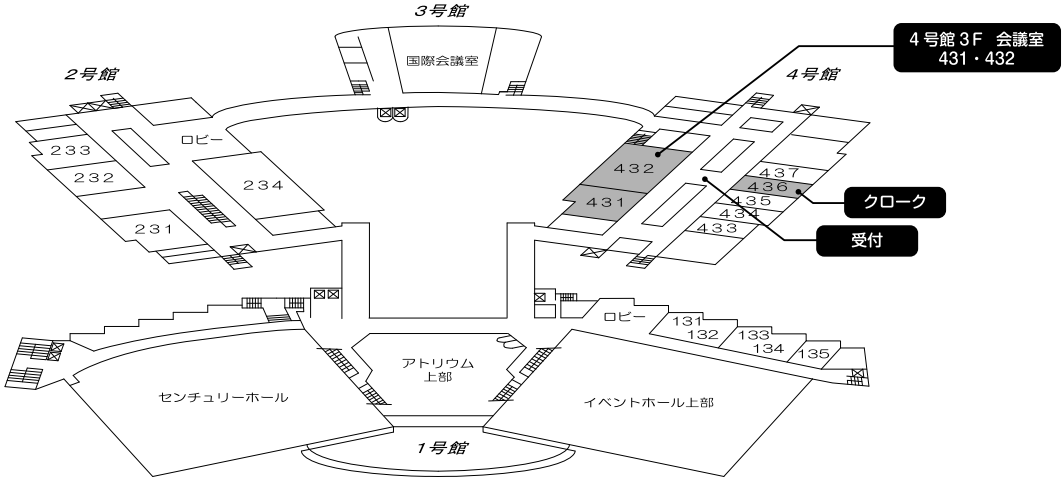 3号館
国際会議室
4号館3F 会議室
431・432
2号館
4号館
ロビー
233
232
234
231
432
431
437
436
435
434
433
クローク
受付
ロビー
131
132
133
134
135
アトリウム
上部
センチュリーホール
イベントホール上部
1号館